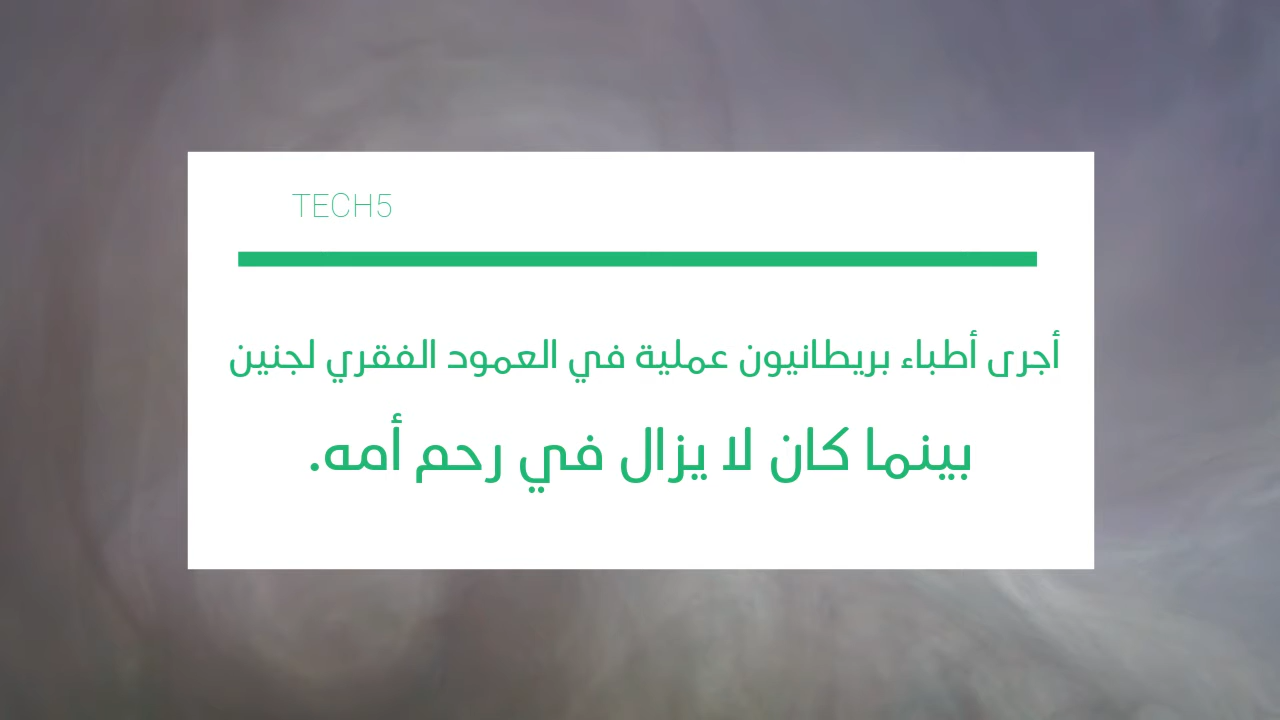 TECH5
أجرى أطباء بريطانيون عملية في العمود الفقري لجنين
بينما كان لا يزال في رحم أمه.